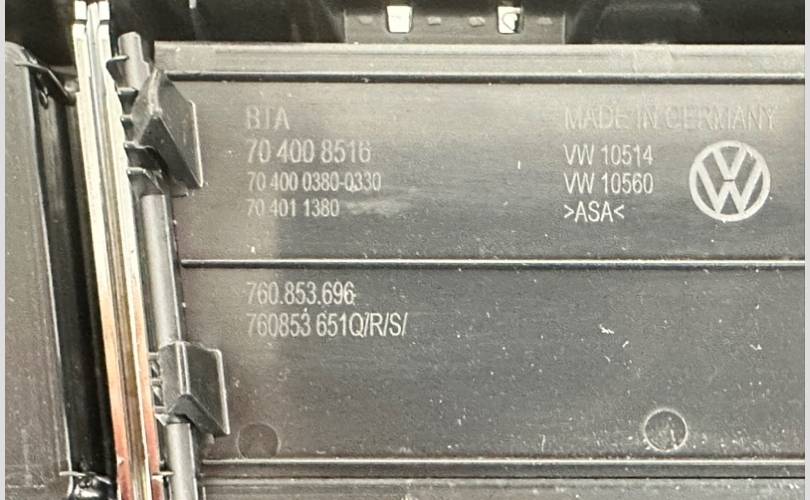 BTA
70 400 8516
70 400 0380-0330
70 401 1380
MADE IN GERMANY
VW 10514
VW 10560
>ASA<
760.853.696
760853 651Q/R/S/